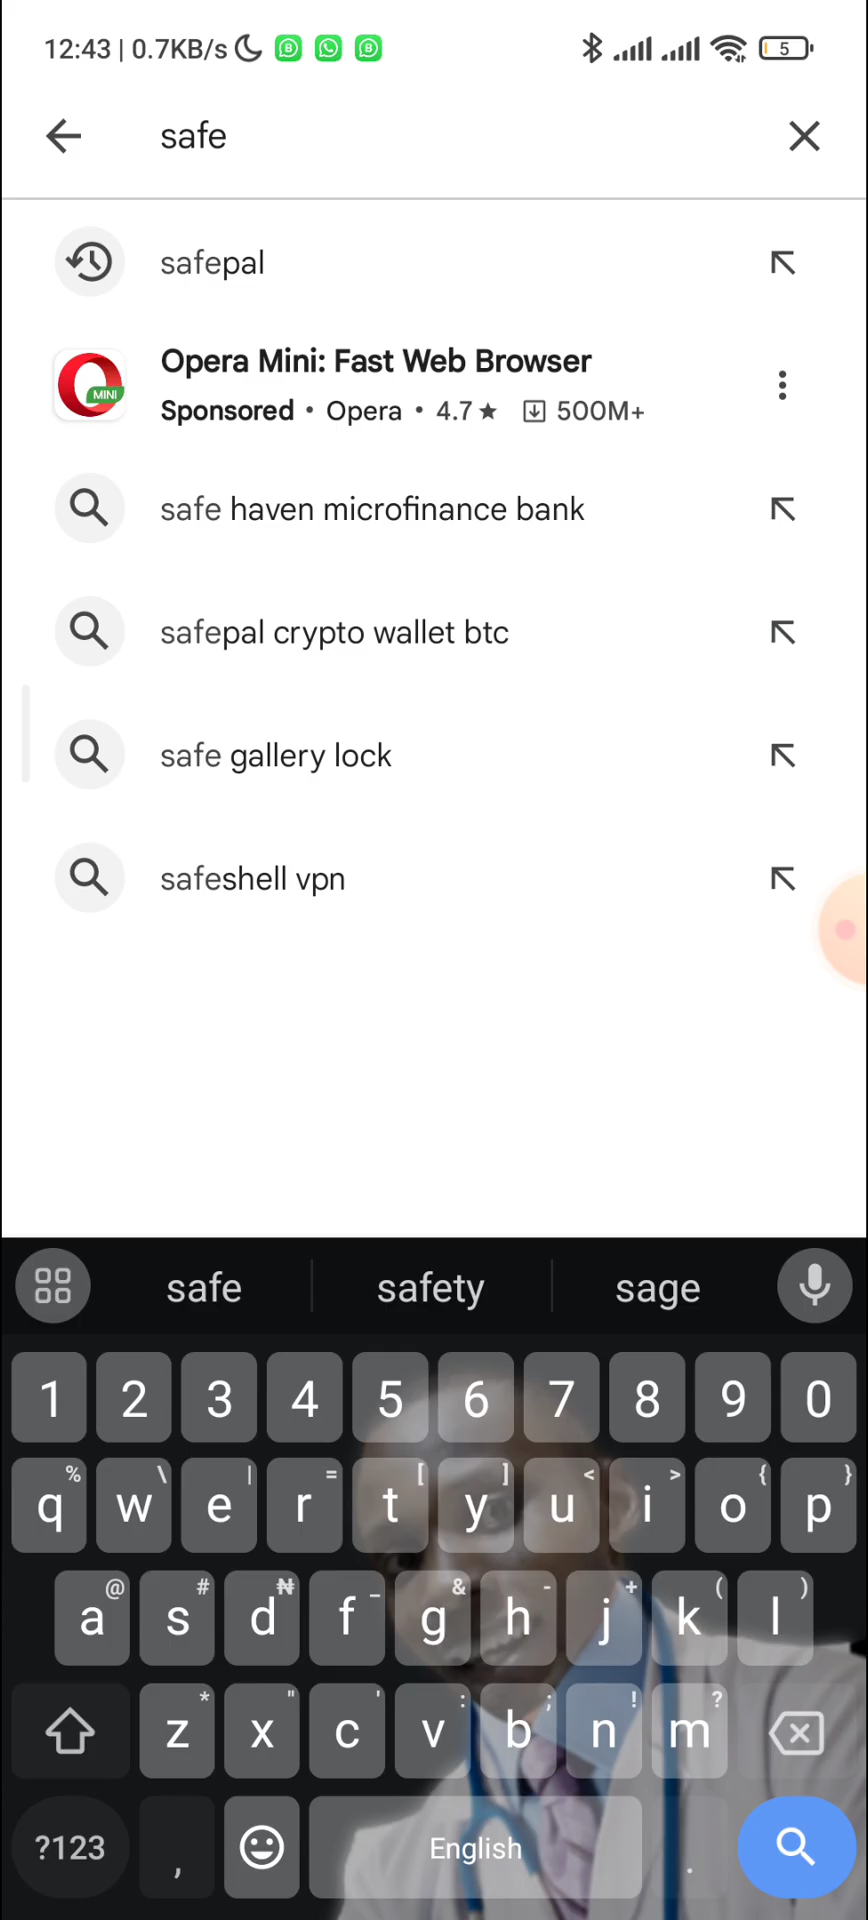 12:43 | 0.7KB/s 5
safe
safepal
Opera Mini: Fast Web Browser
MINI
Sponsored • Opera • 4.7 ★ 500M+
safe haven microfinance bank
safepal crypto wallet btc
safe gallery lock
safeshell vpn
safe safety sage
1 2 3 4 5 6 7 8 9 0
% \ | = [ ] < > { }
q w e r t y u i o p
@ # ₦ _ & - + ( )
a s d f g h j k l
* " ' : ; ! ?
z x c v b n m
?123 , English .